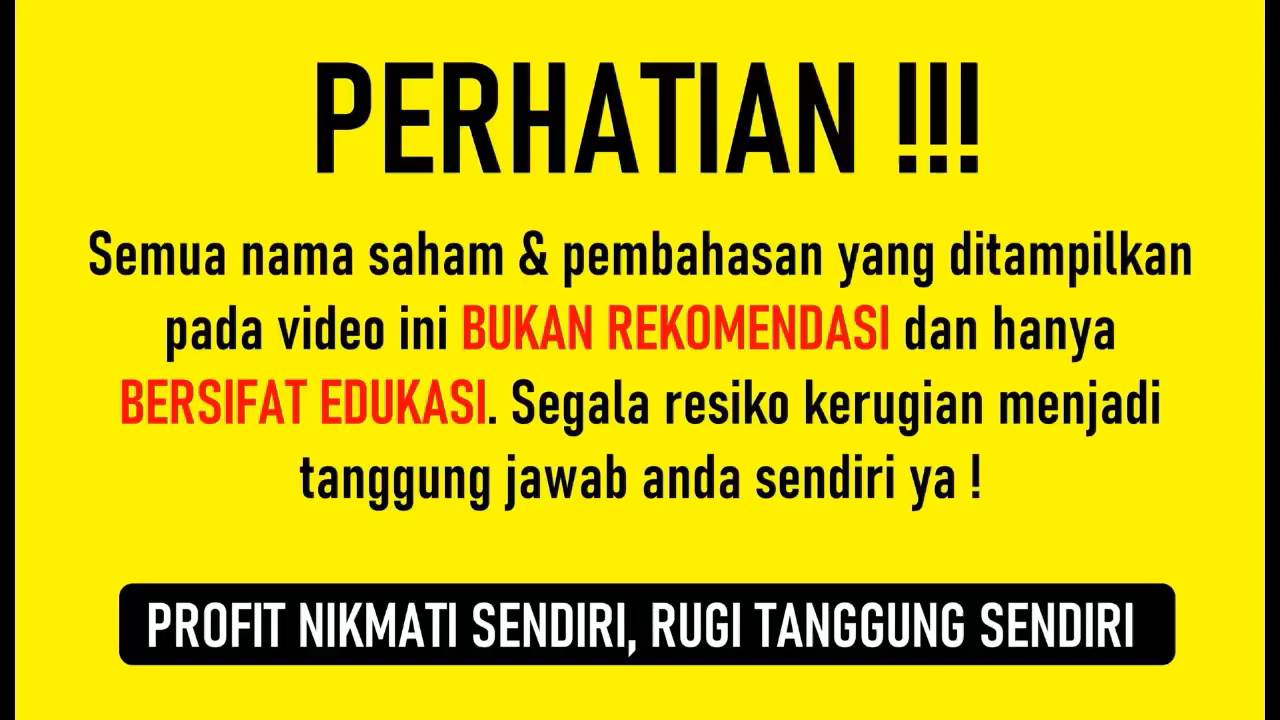 PERHATIAN !!!
Semua nama saham & pembahasan yang ditampilkan
pada video ini BUKAN REKOMENDASI dan hanya
BERSIFAT EDUKASI. Segala resiko kerugian menjadi
tanggung jawab anda sendiri ya !
PROFIT NIKMATI SENDIRI, RUGI TANGGUNG SENDIRI